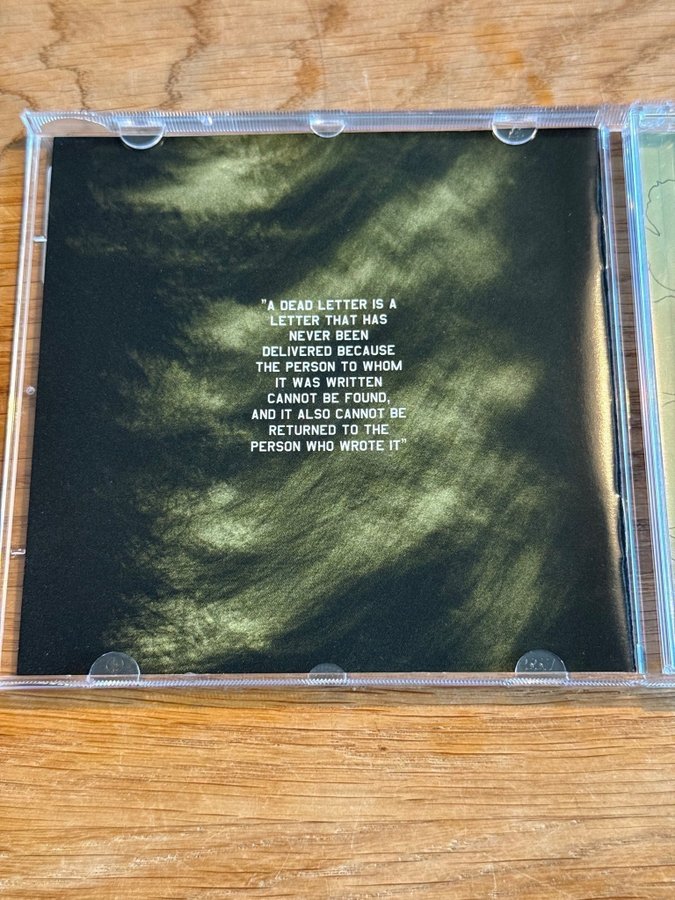 "A DEAD LETTER IS A
LETTER THAT HAS
NEVER BEEN
DELIVERED BECAUSE
THE PERSON TO WHOM
IT WAS WRITTEN
CANNOT BE FOUND,
AND IT ALSO CANNOT BE
RETURNED TO THE
PERSON WHO WROTE IT"